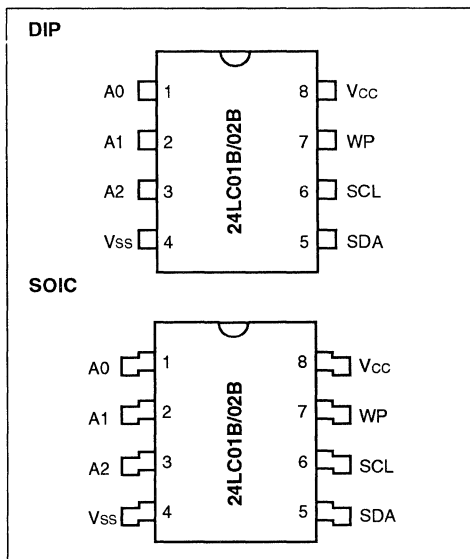 DIP
A0 1 8 Vcc
A1 2 7 WP
A2 3 6 SCL
Vss 4 5 SDA
24LC01B/02B
SOIC
A0 1 8 Vcc
A1 2 7 WP
A2 3 6 SCL
Vss 4 5 SDA
24LC01B/02B